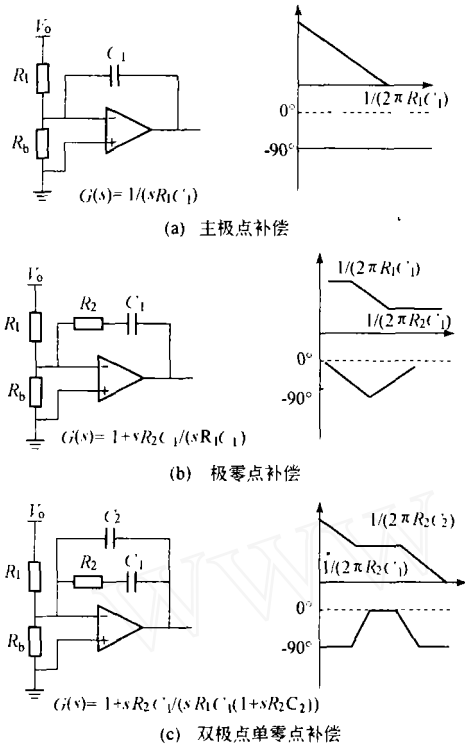 Vo
C1
R1
Rb
G(s)=1/(sR1C1)
1/(2πR1C1)
0°
-90°
(a) 主极点补偿
Vo
R2
C1
R1
Rb
G(s)=1+sR2C1/(sR1C1)
1/(2πR1C1)
1/(2πR2C1)
0°
-90°
(b) 极零点补偿
Vo
C2
R2
C1
R1
Rb
G(s)=1+sR2C1/(sR1C1(1+sR2C2))
1/(2πR2C2)
1/(2πR2C1)
0°
-90°
(c) 双极点单零点补偿
WWW